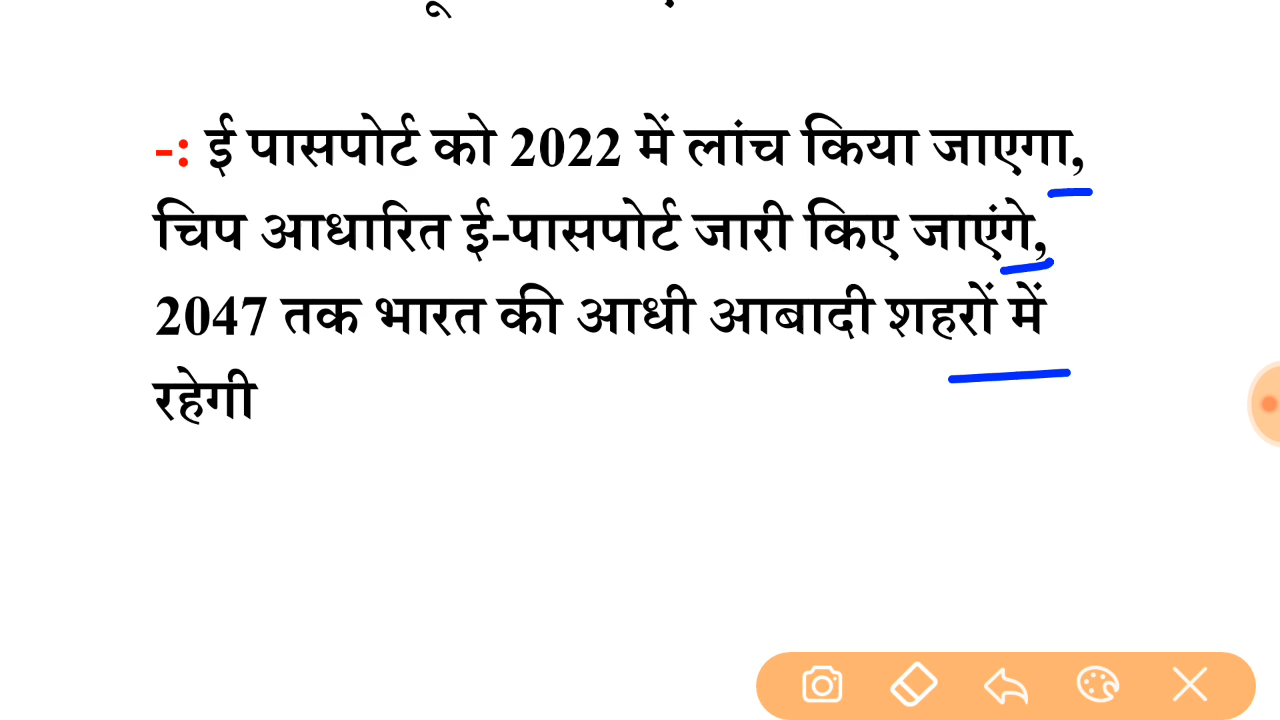 -: ई पासपोर्ट को 2022 में लांच किया जाएगा,
चिप आधारित ई-पासपोर्ट जारी किए जाएंगे,
2047 तक भारत की आधी आबादी शहरों में
रहेगी